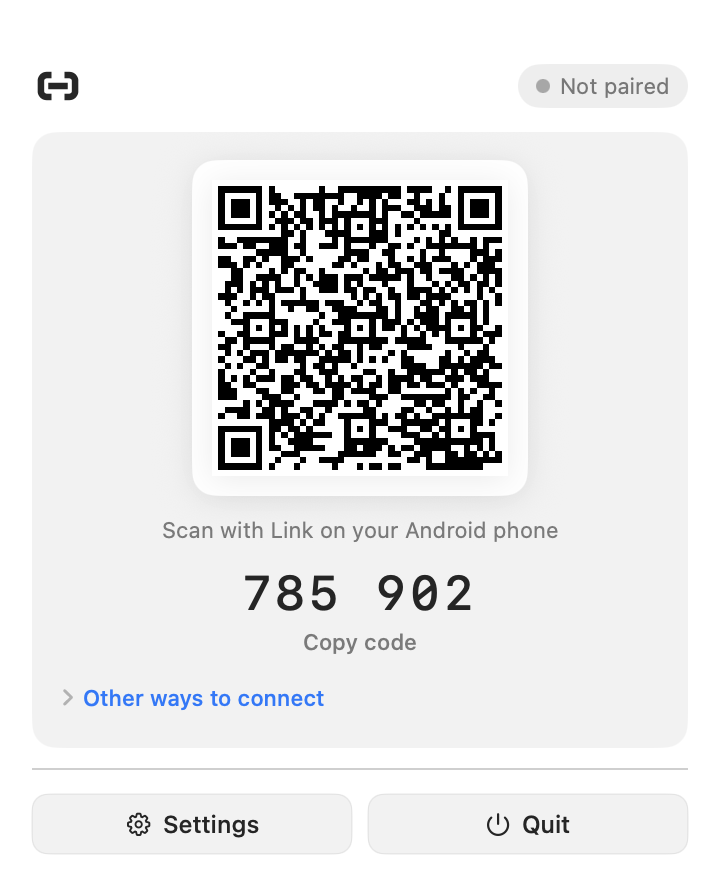 Not paired
Scan with Link on your Android phone
785 902
Copy code
Other ways to connect
Settings
Quit